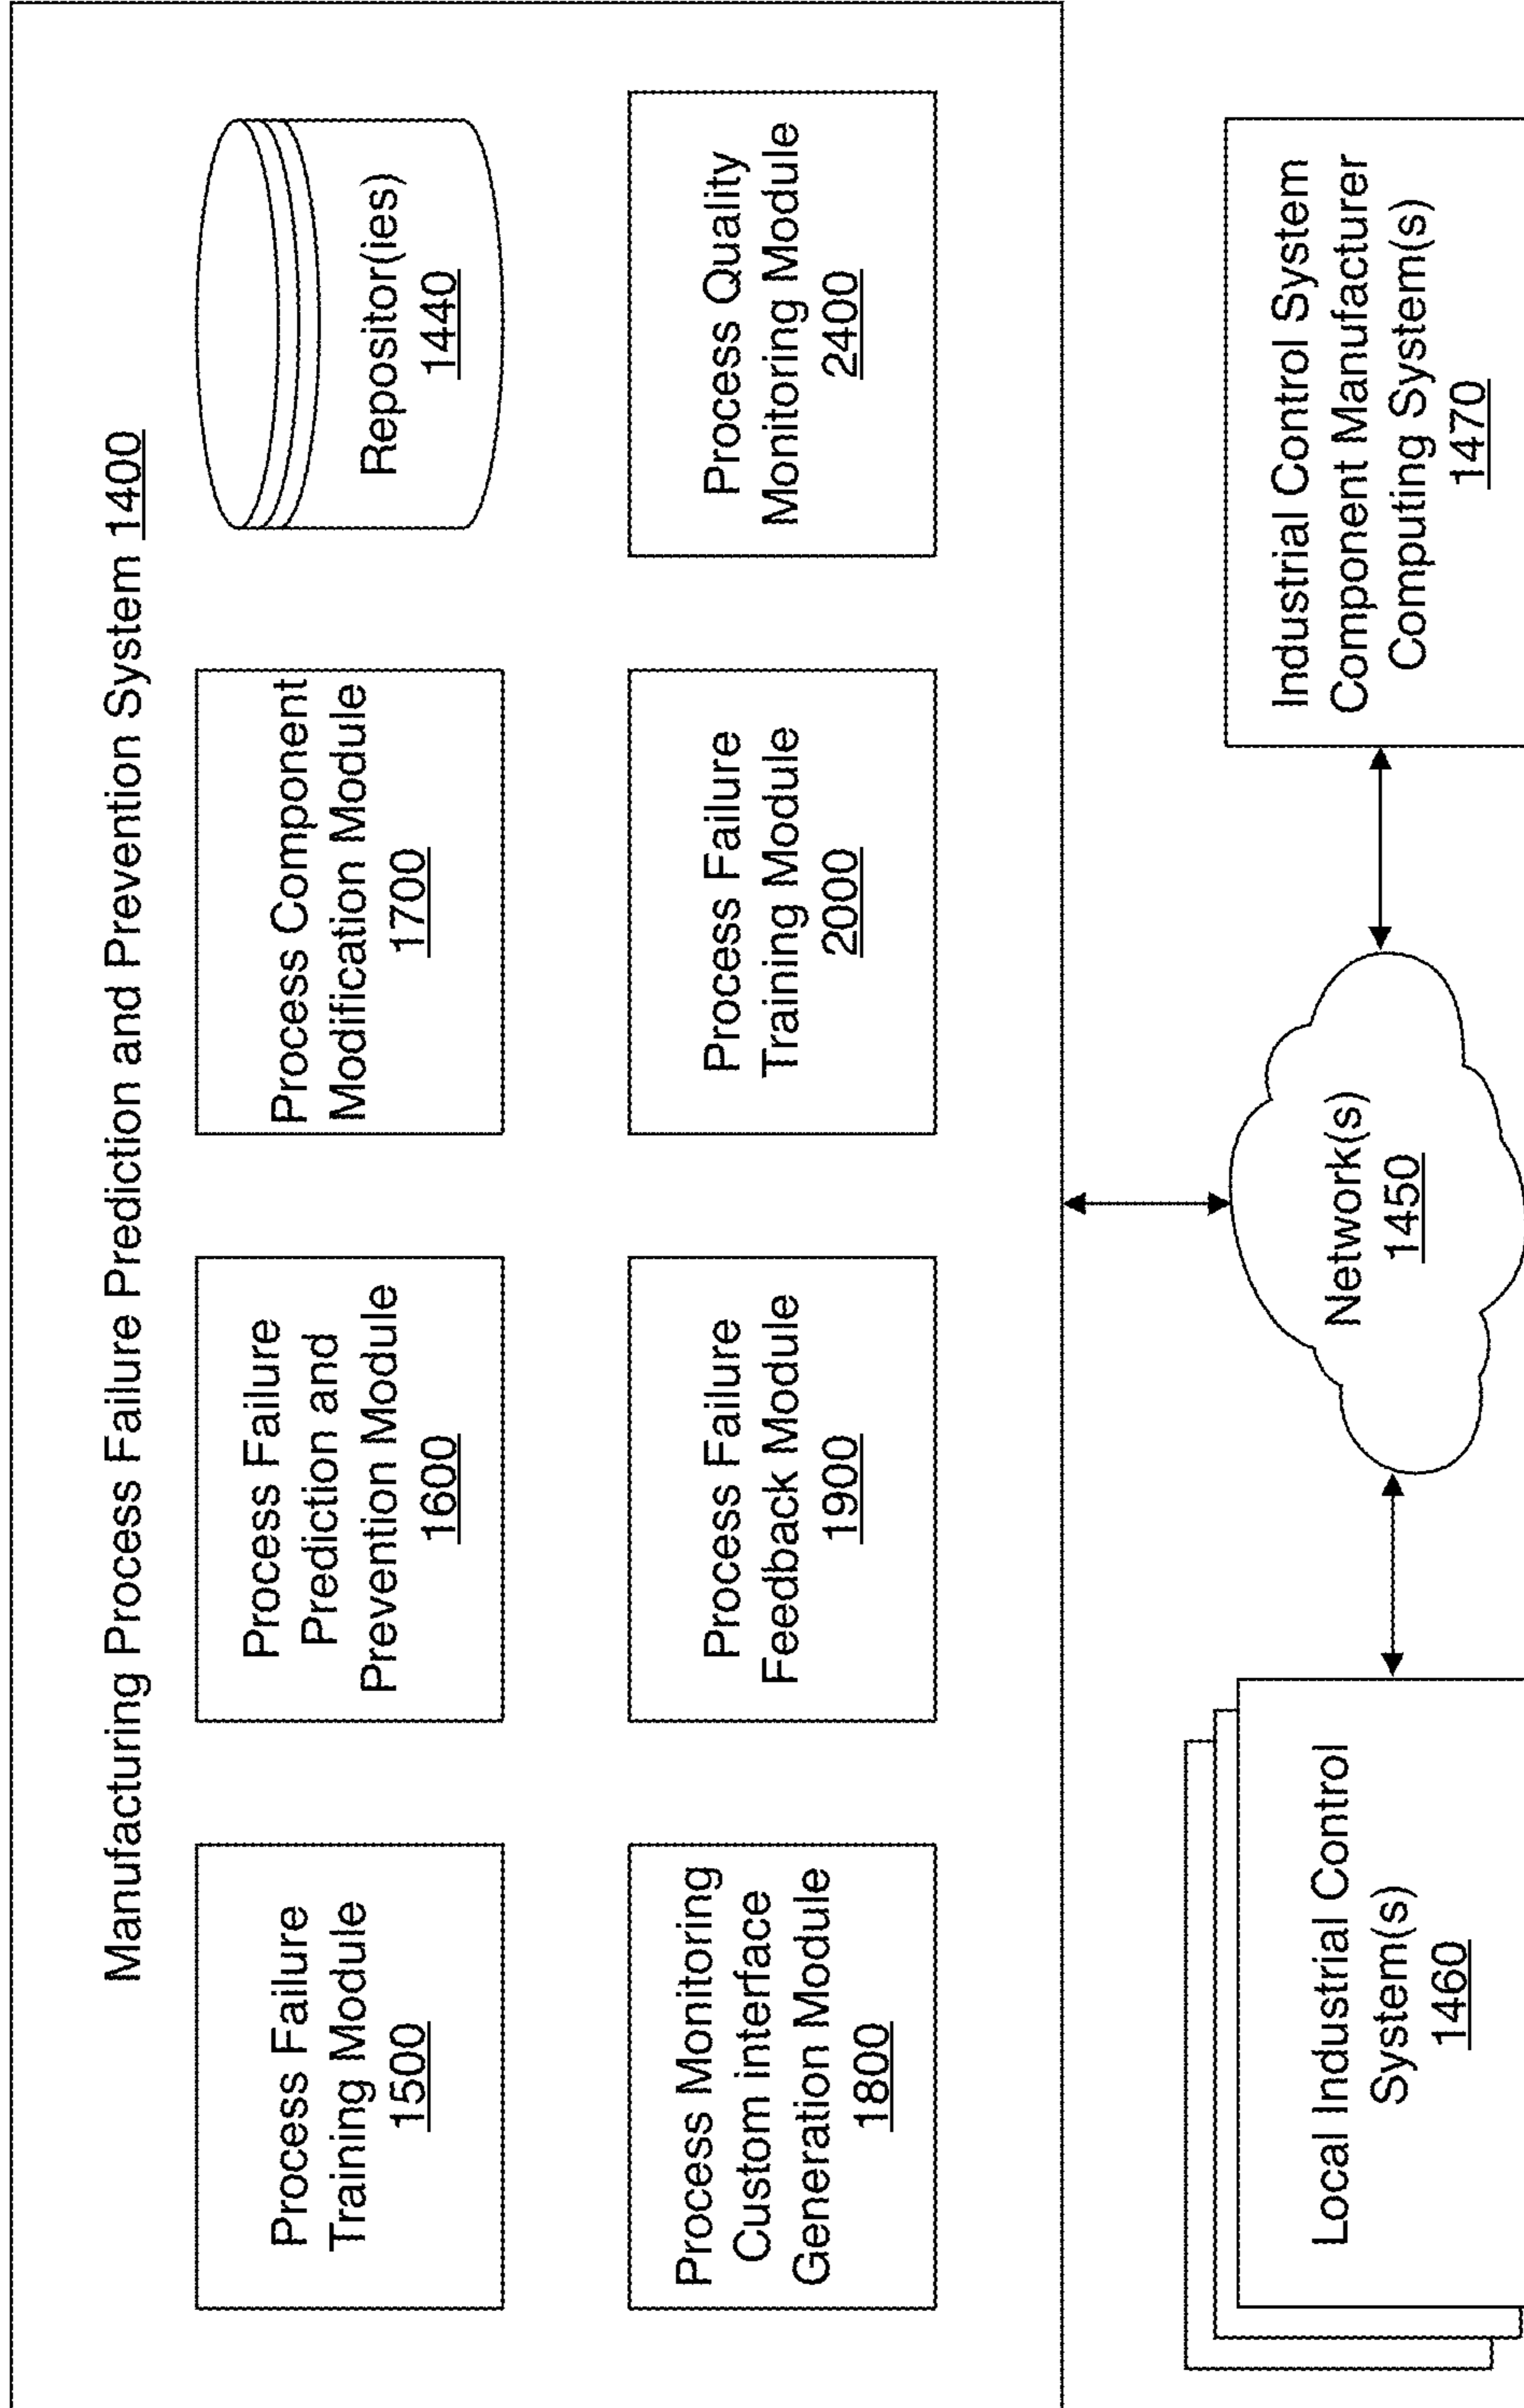 Manufacturing Process Failure Prediction and Prevention System 1400
Process Failure
Training Module
1500
Process Failure
Prediction and
Prevention Module
1600
Process Component
Modification Module
1700
Repositor(ies)
1440
Process Monitoring
Custom interface
Generation Module
1800
Process Failure
Feedback Module
1900
Process Failure
Training Module
2000
Process Quality
Monitoring Module
2400
Local Industrial Control
System(s)
1460
Network(s)
1450
Industrial Control System
Component Manufacturer
Computing System(s)
1470